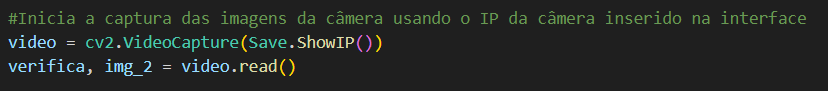 #Inicia a captura das imagens da câmera usando o IP da câmera inserido na interface
video = cv2.VideoCapture(Save.ShowIP())
verifica, img_2 = video.read()